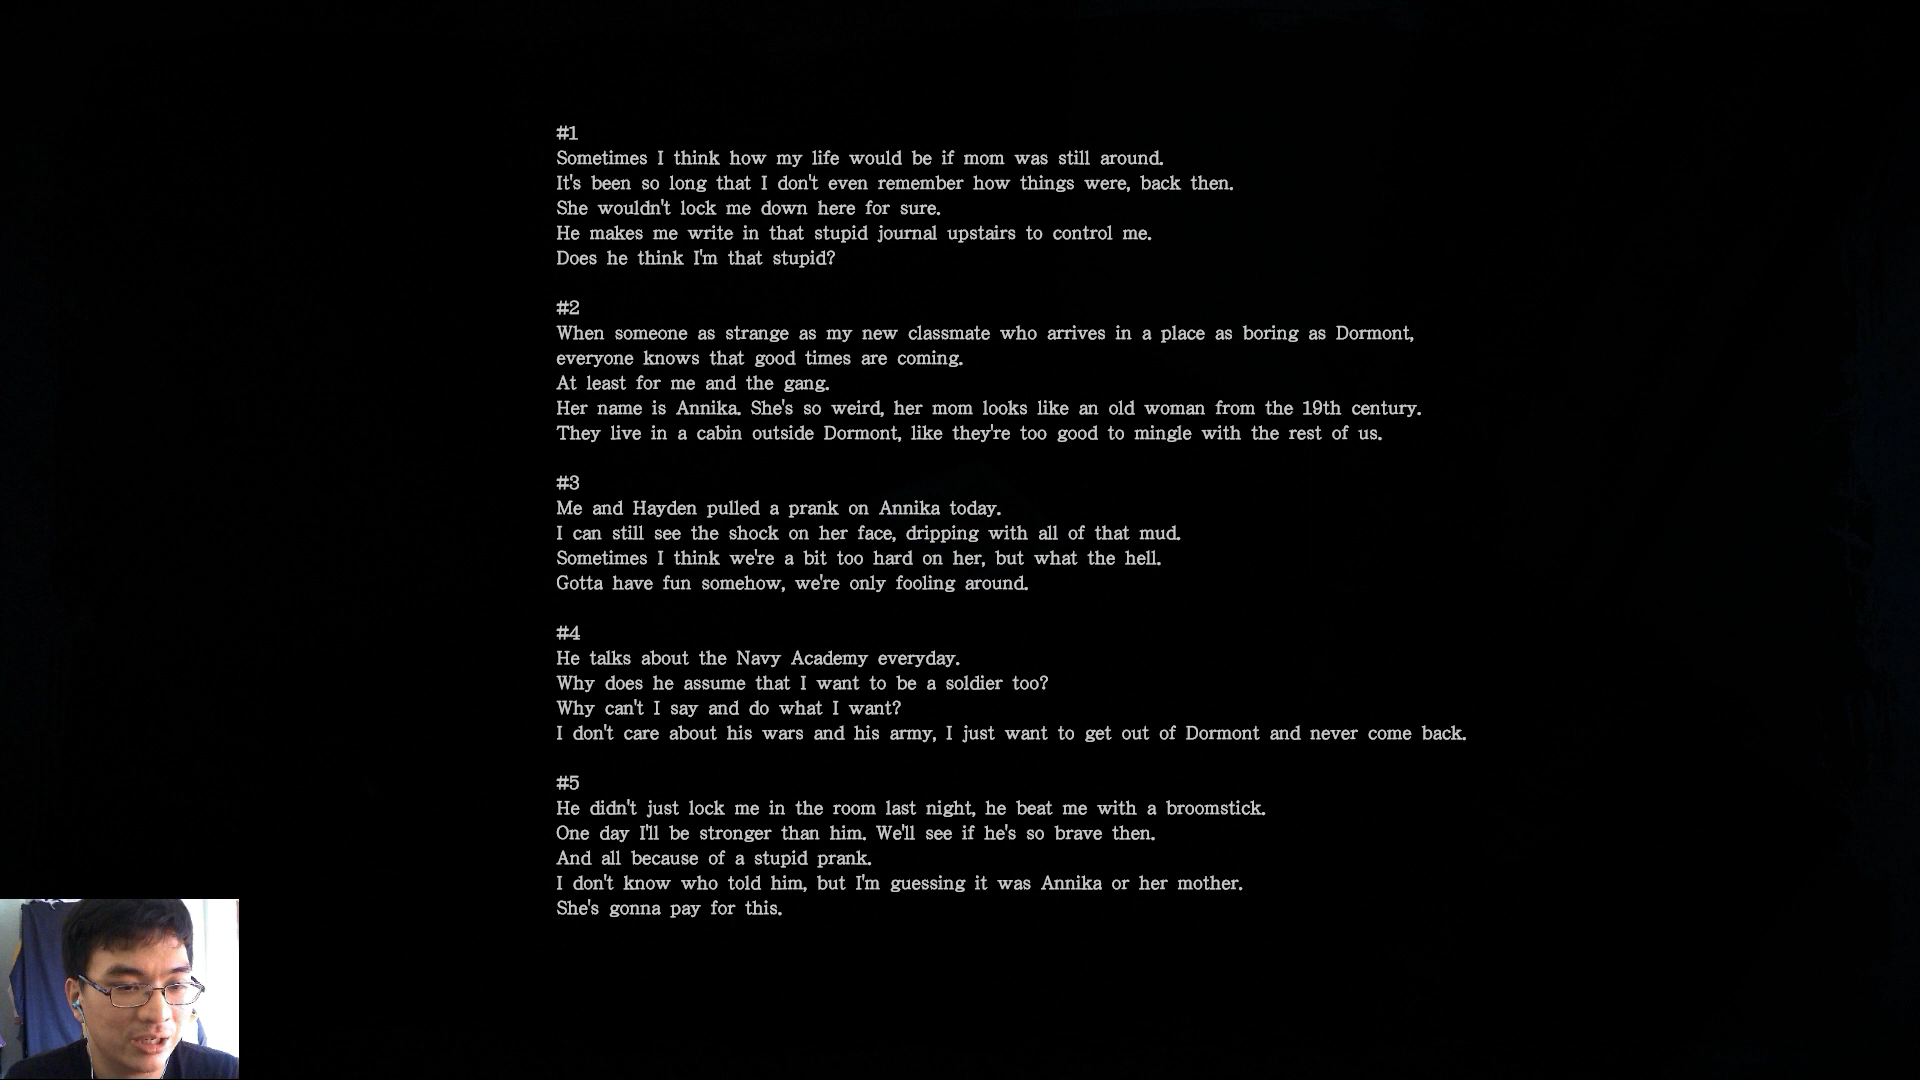 #1
Sometimes I think how my life would be if mom was still around.
It's been so long that I don't even remember how things were, back then.
She wouldn't lock me down here for sure.
He makes me write in that stupid journal upstairs to control me.
Does he think I'm that stupid?
#2
When someone as strange as my new classmate who arrives in a place as boring as Dormont,
everyone knows that good times are coming.
At least for me and the gang.
Her name is Annika. She's so weird, her mom looks like an old woman from the 19th century.
They live in a cabin outside Dormont, like they're too good to mingle with the rest of us.
#3
Me and Hayden pulled a prank on Annika today.
I can still see the shock on her face, dripping with all of that mud.
Sometimes I think we're a bit too hard on her, but what the hell.
Gotta have fun somehow, we're only fooling around.
#4
He talks about the Navy Academy everyday.
Why does he assume that I want to be a soldier too?
Why can't I say and do what I want?
I don't care about his wars and his army, I just want to get out of Dormont and never come back.
#5
He didn't just lock me in the room last night, he beat me with a broomstick.
One day I'll be stronger than him. We'll see if he's so brave then.
And all because of a stupid prank.
I don't know who told him, but I'm guessing it was Annika or her mother.
She's gonna pay for this.